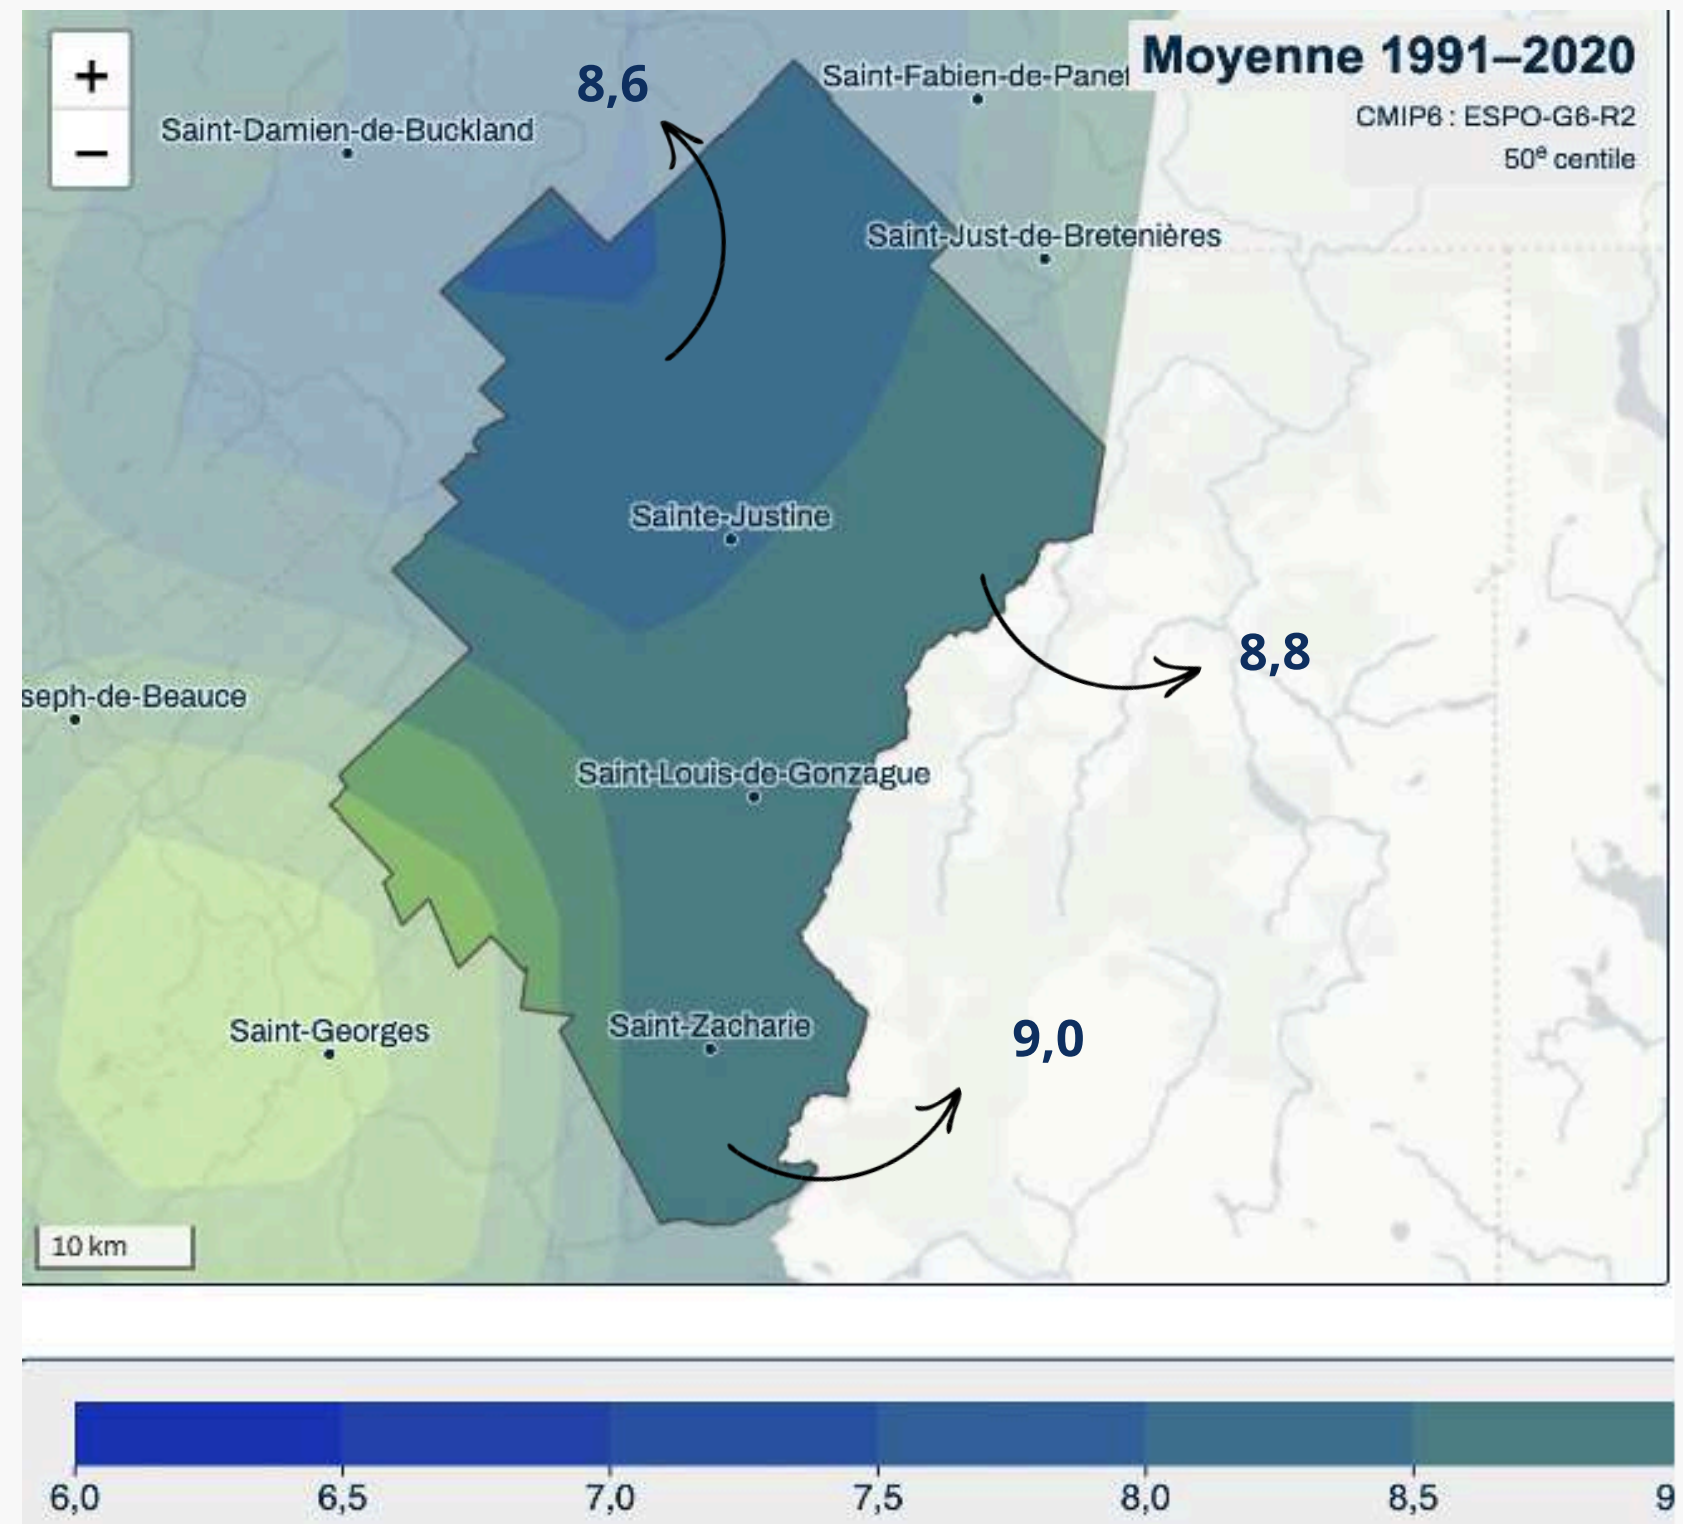 +
−
Moyenne 1991–2020
CMIP6 : ESPO-G6-R2
50e centile
8,6
Saint-Fabien-de-Panet
Saint-Damien-de-Buckland
Saint-Just-de-Bretenières
Sainte-Justine
8,8
seph-de-Beauce
Saint-Louis-de-Gonzague
Saint-Georges
Saint-Zacharie
9,0
10 km
6,0 6,5 7,0 7,5 8,0 8,5 9